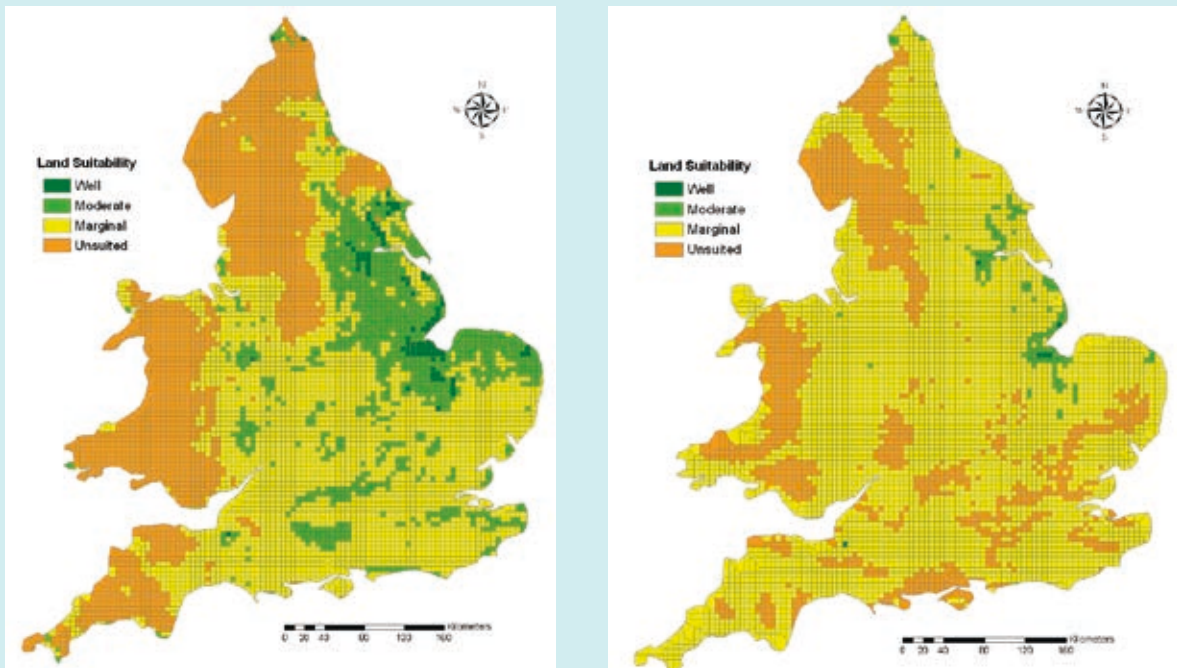 N
S
Land Suitability
Well
Moderate
Marginal
Unsuited
Kilometers
0 20 40 80 120 160
N
S
Land Suitability
Well
Moderate
Marginal
Unsuited
Kilometers
0 20 40 80 120 160